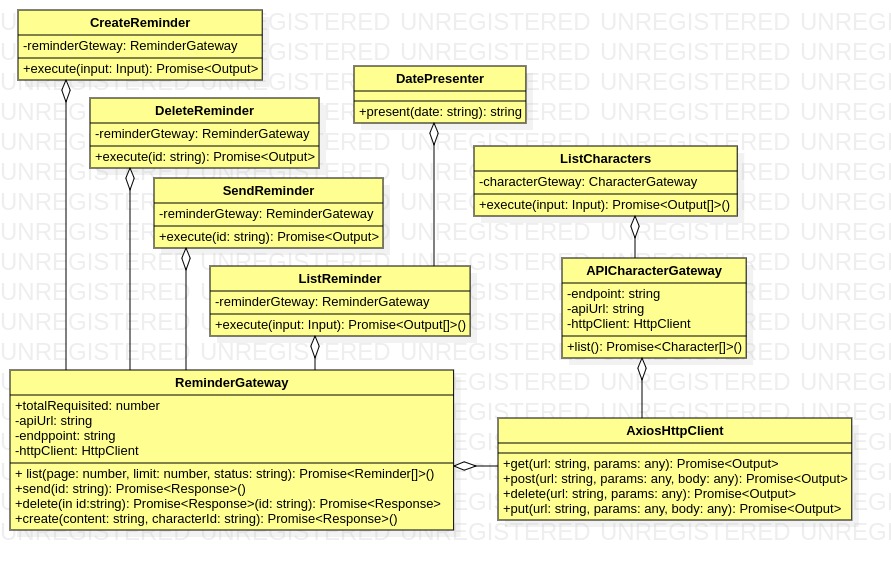 CreateReminder
-reminderGteway: ReminderGateway
+execute(input: Input): Promise<Output>
DeleteReminder
-reminderGteway: ReminderGateway
+execute(id: string): Promise<Output>
SendReminder
-reminderGteway: ReminderGateway
+execute(id: string): Promise<Output>
ListReminder
-reminderGteway: ReminderGateway
+execute(input: Input): Promise<Output[]>()
DatePresenter
+present(date: string): string
ListCharacters
-characterGteway: CharacterGateway
+execute(input: Input): Promise<Output[]>()
APICharacterGateway
-endpoint: string
-apiUrl: string
-httpClient: HttpClient
+list(): Promise<Character[]>()
ReminderGateway
+totalRequisited: number
-apiUrl: string
-endppoint: string
-httpClient: HttpClient
+ list(page: number, limit: number, status: string): Promise<Reminder[]>()
+send(id: string): Promise<Response>()
+delete(in id:string): Promise<Response>(id: string): Promise<Response>
+create(content: string, characterId: string): Promise<Response>()
AxiosHttpClient
+get(url: string, params: any): Promise<Output>
+post(url: string, params: any, body: any): Promise<Output>
+delete(url: string, params: any): Promise<Output>
+put(url: string, params: any, body: any): Promise<Output>
UNREGISTERED UNREGISTERED UNREGISTERED UNREGISTERED